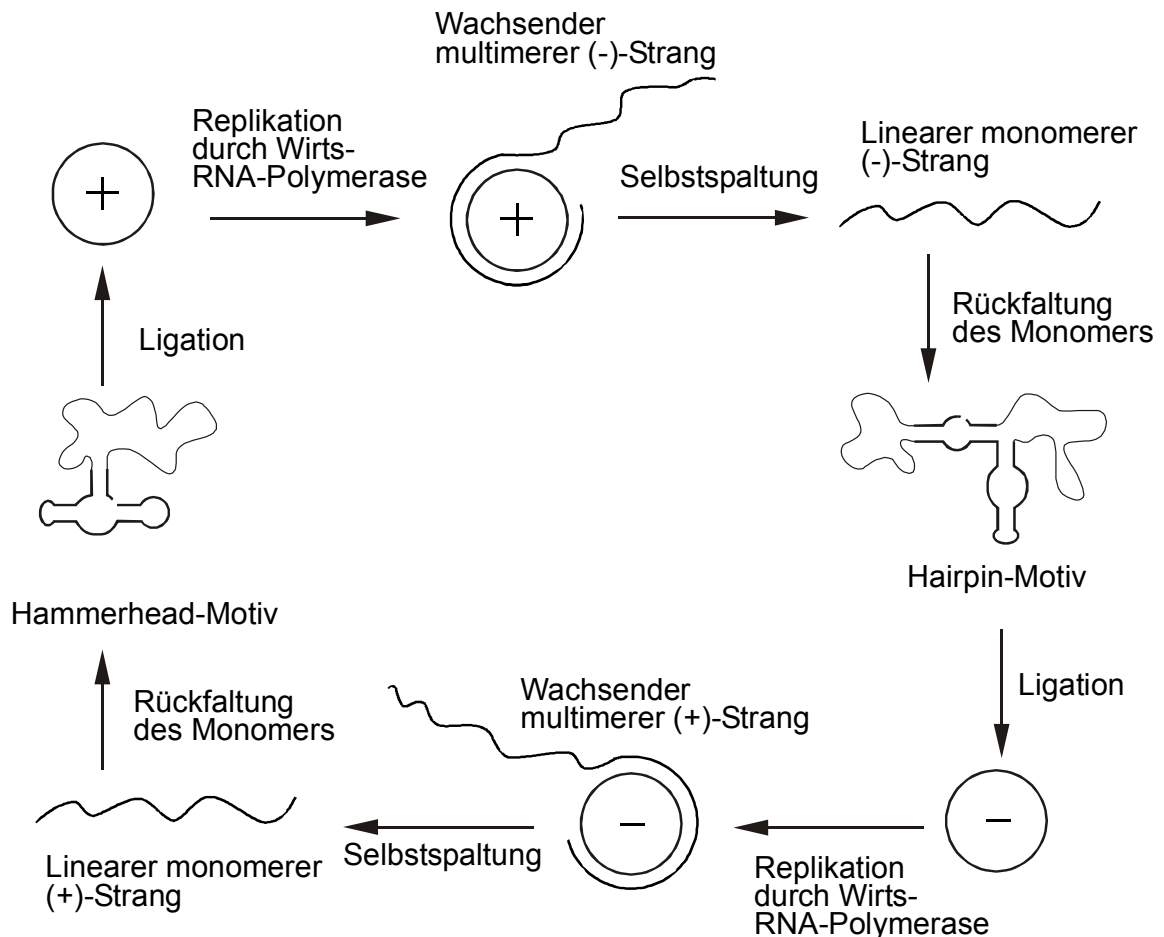 Wachsender
multimerer (-)-Strang
Replikation
durch Wirts-
RNA-Polymerase
+
+
Selbstspaltung
Linearer monomerer
(-)-Strang
Rückfaltung
des Monomers
Ligation
Hairpin-Motiv
Ligation
Hammerhead-Motiv
Rückfaltung
des Monomers
Wachsender
multimerer (+)-Strang
−
−
Selbstspaltung
Replikation
durch Wirts-
RNA-Polymerase
Linearer monomerer
(+)-Strang